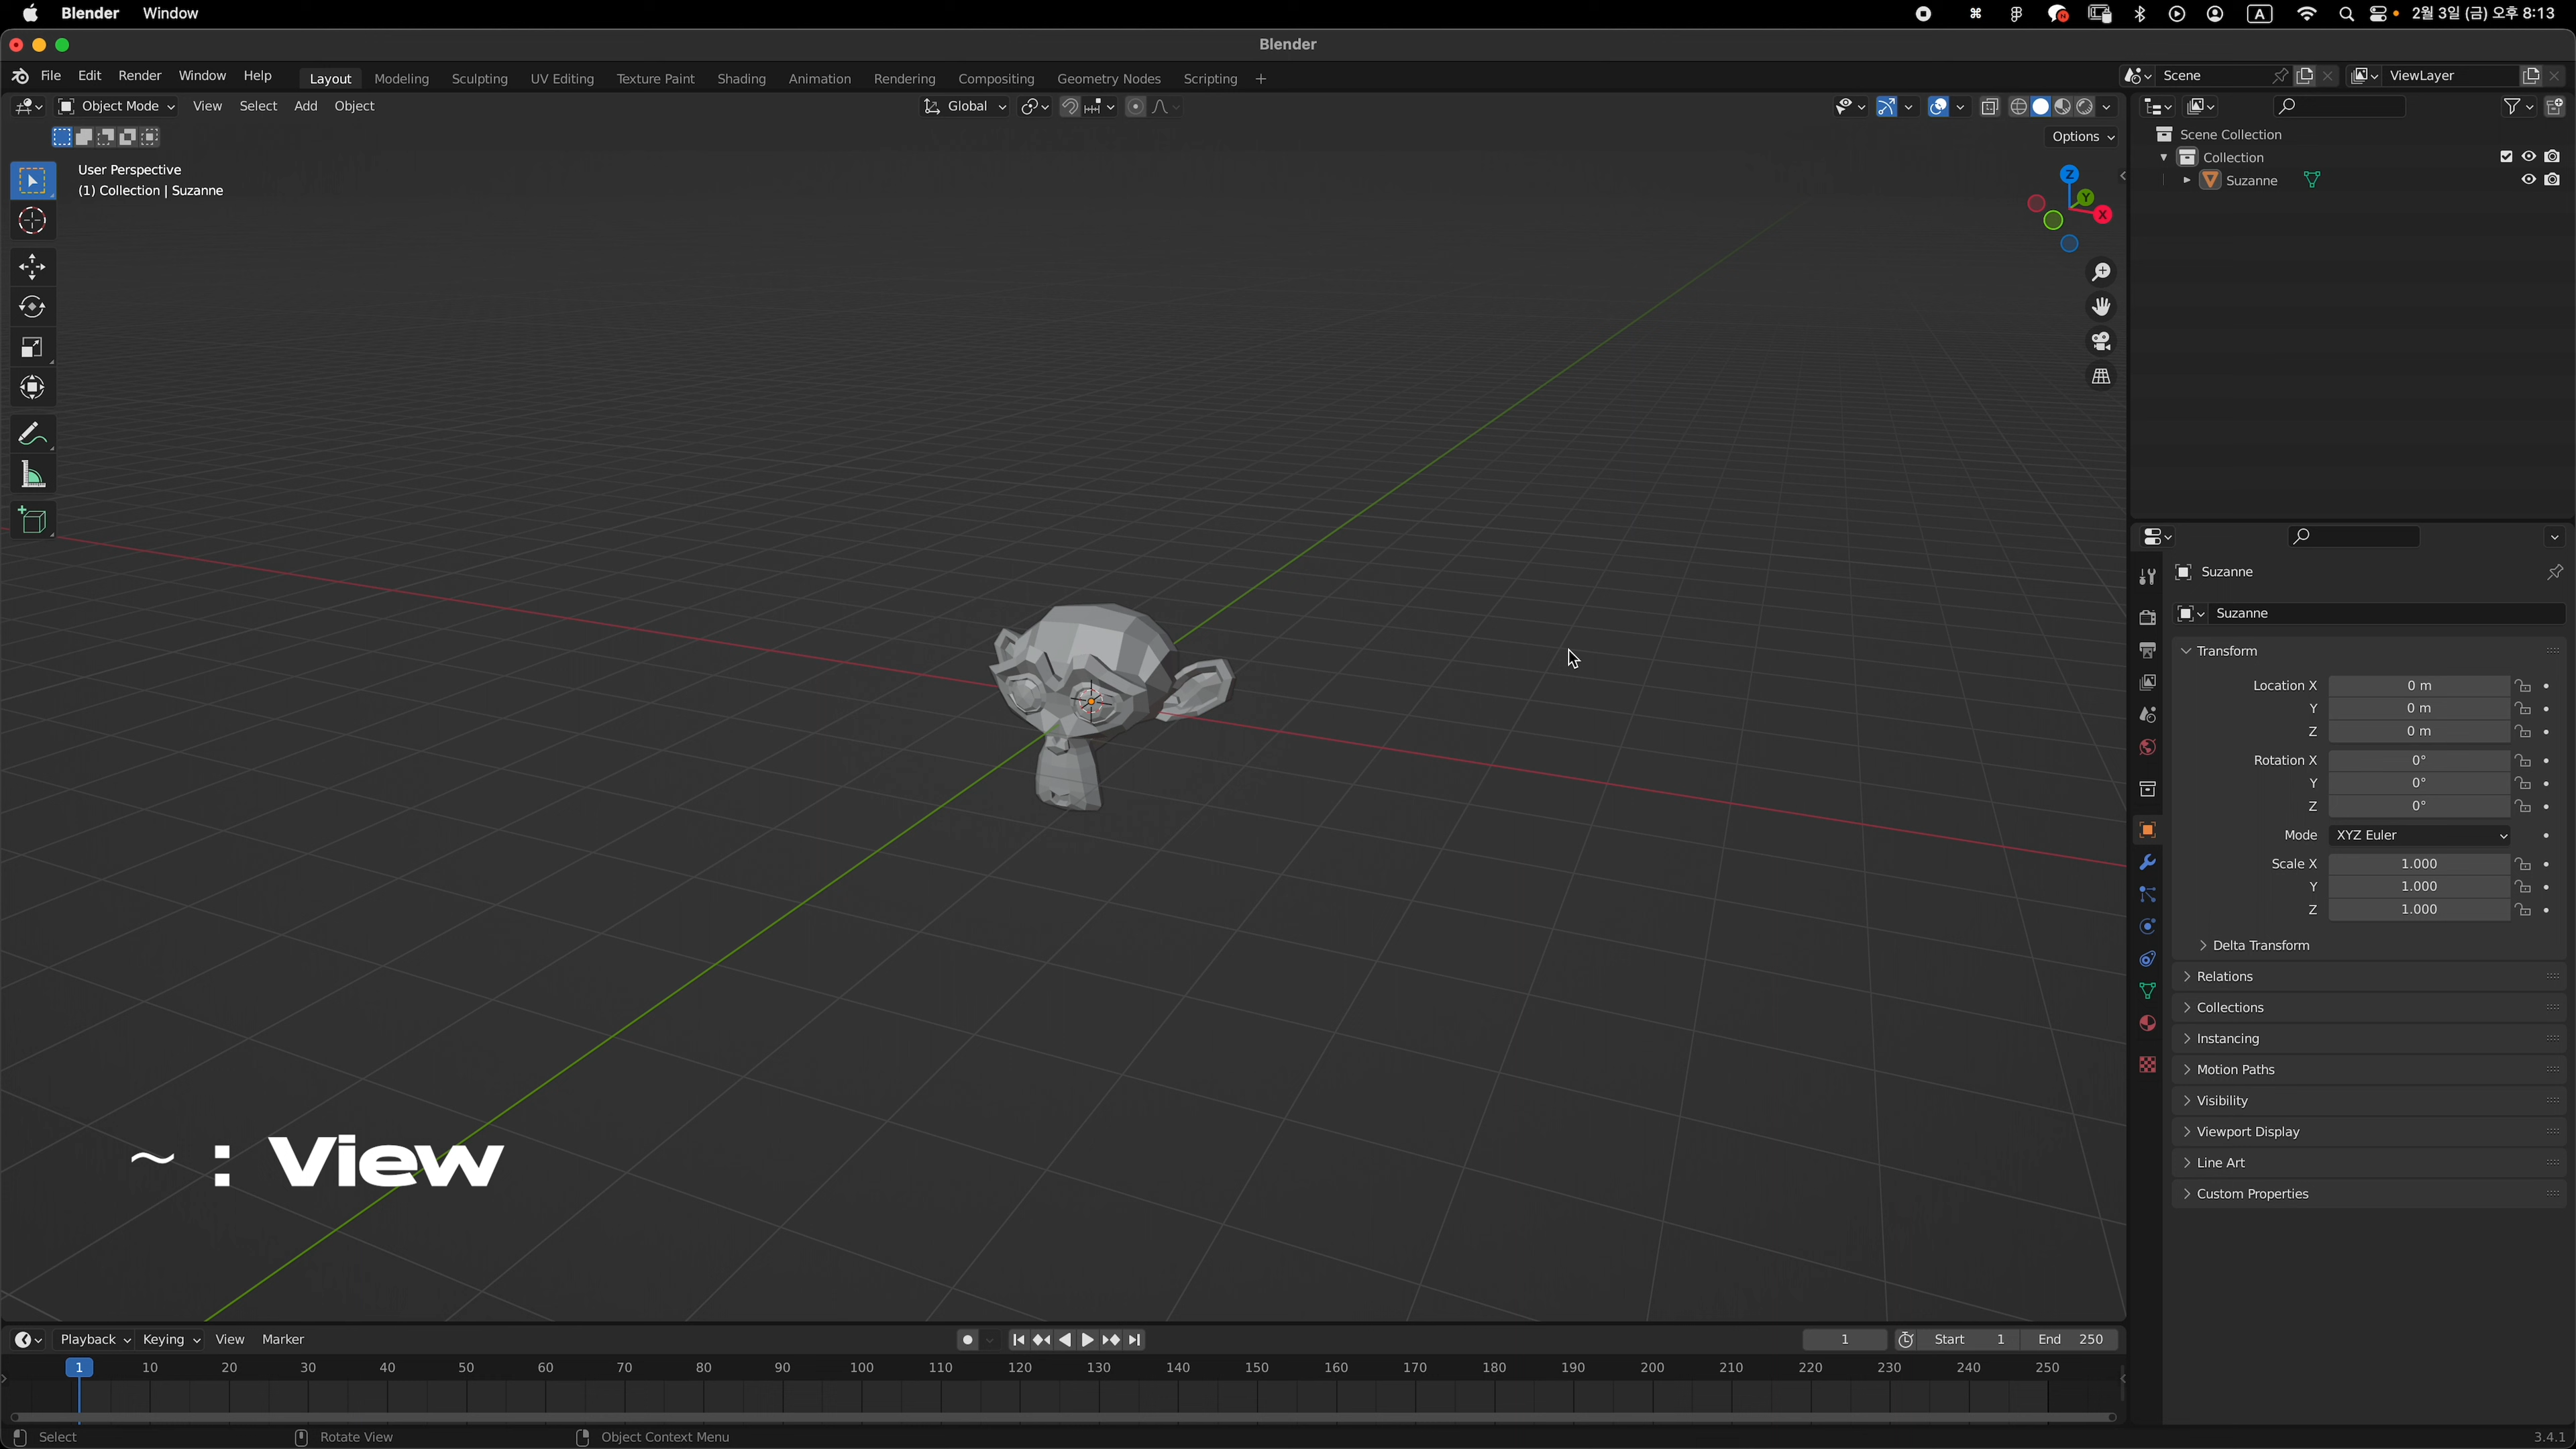 Blender Window
A 2월 3일 (금) 오후 8:13
Blender
File Edit Render Window Help Layout Modeling Sculpting UV Editing Texture Paint Shading Animation Rendering Compositing Geometry Nodes Scripting + Scene ViewLayer
Object Mode View Select Add Object Global
Options
User Perspective
(1) Collection | Suzanne
Z
Y
X
Scene Collection
Collection
Suzanne
Suzanne
Suzanne
Transform
Location X 0 m
Y 0 m
Z 0 m
Rotation X 0°
Y 0°
Z 0°
Mode XYZ Euler
Scale X 1.000
Y 1.000
Z 1.000
Delta Transform
Relations
Collections
Instancing
Motion Paths
Visibility
Viewport Display
Line Art
Custom Properties
~ : View
Playback Keying View Marker 1 Start 1 End 250
1 10 20 30 40 50 60 70 80 90 100 110 120 130 140 150 160 170 180 190 200 210 220 230 240 250
Select Rotate View Object Context Menu 3.4.1